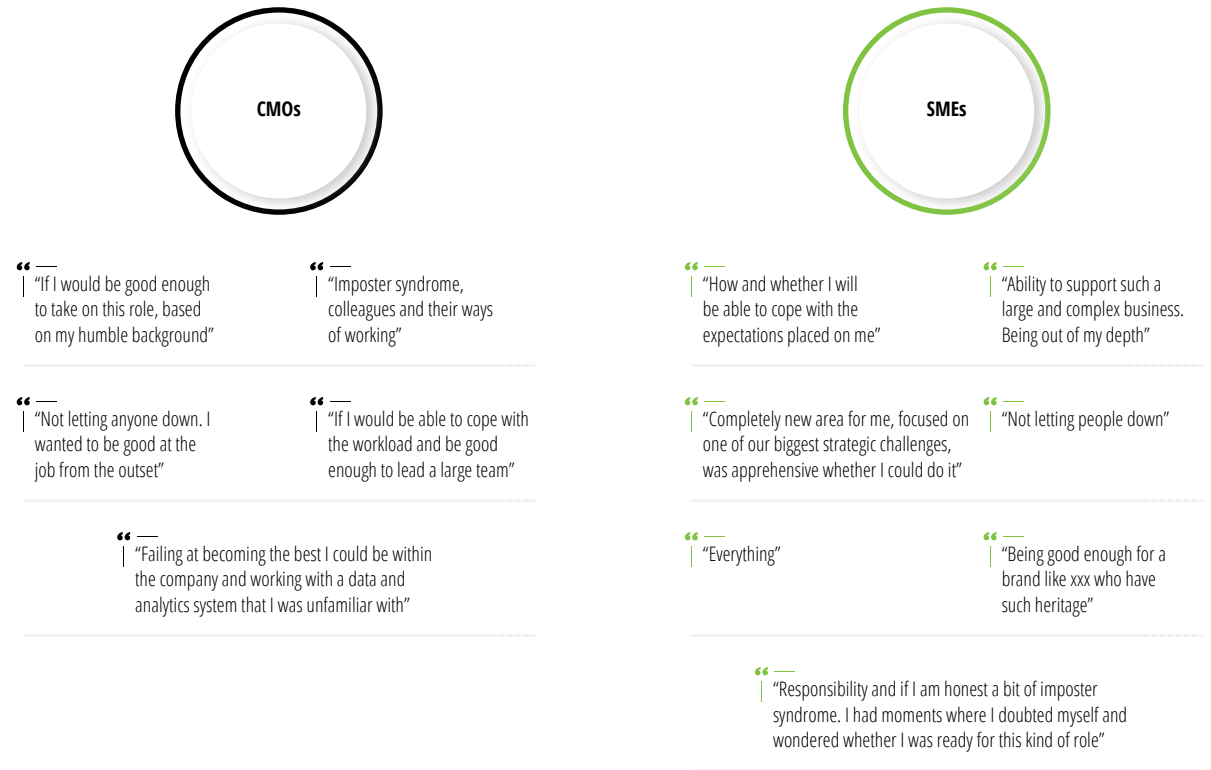 CMOs
“If I would be good enough
to take on this role, based
on my humble background”
“Imposter syndrome,
colleagues and their ways
of working”
“Not letting anyone down. I
wanted to be good at the
job from the outset”
“If I would be able to cope with
the workload and be good
enough to lead a large team”
“Failing at becoming the best I could be within
the company and working with a data and
analytics system that I was unfamiliar with”
SMEs
“How and whether I will
be able to cope with the
expectations placed on me”
“Ability to support such a
large and complex business.
Being out of my depth”
“Completely new area for me, focused on
one of our biggest strategic challenges,
was apprehensive whether I could do it”
“Not letting people down”
“Everything”
“Being good enough for a
brand like xxx who have
such heritage”
“Responsibility and if I am honest a bit of imposter
syndrome. I had moments where I doubted myself and
wondered whether I was ready for this kind of role”